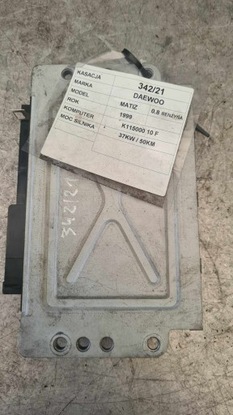 KASACJA 342/21
MARKA DAEWOO
MODEL MATIZ 0.8 BENZYNA
ROK 1999
KOMPUTER K115000 10 F
MOC SILNIKA 37KW / 50KM
342/21